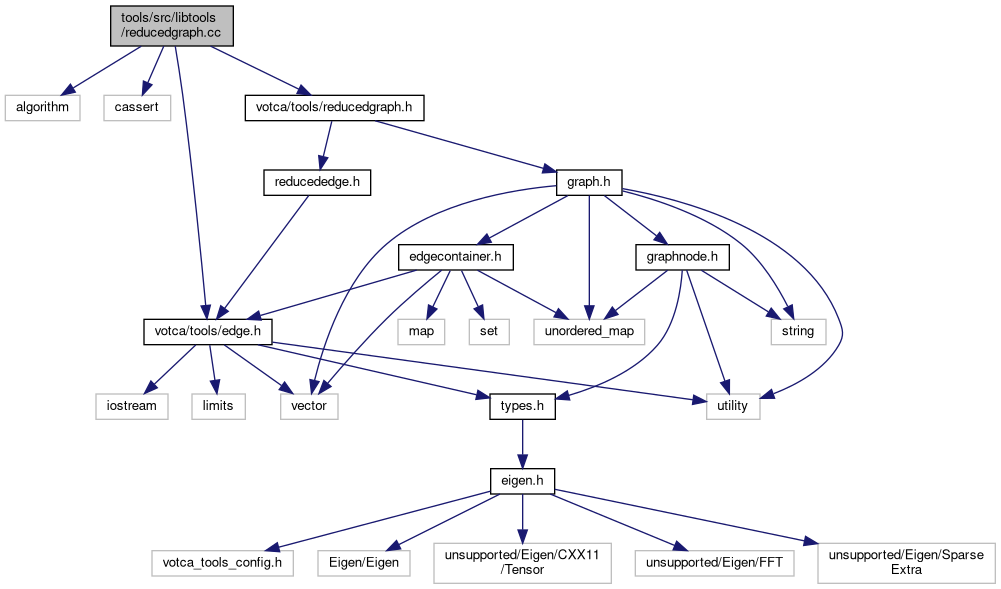 tools/src/libtools
/reducedgraph.cc
algorithm
cassert
votca/tools/reducedgraph.h
reducededge.h
graph.h
edgecontainer.h
graphnode.h
votca/tools/edge.h
map
set
unordered_map
string
iostream
limits
vector
types.h
utility
eigen.h
votca_tools_config.h
Eigen/Eigen
unsupported/Eigen/CXX11
/Tensor
unsupported/Eigen/FFT
unsupported/Eigen/Sparse
Extra